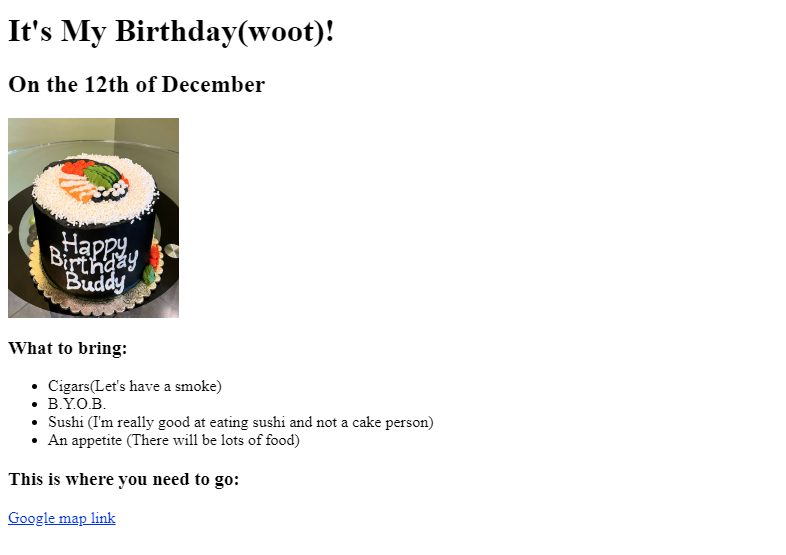 It's My Birthday(woot)!
On the 12th of December
Happy
Birthday
Buddy
What to bring:
Cigars(Let's have a smoke)
B.Y.O.B.
Sushi (I'm really good at eating sushi and not a cake person)
An appetite (There will be lots of food)
This is where you need to go:
Google map link